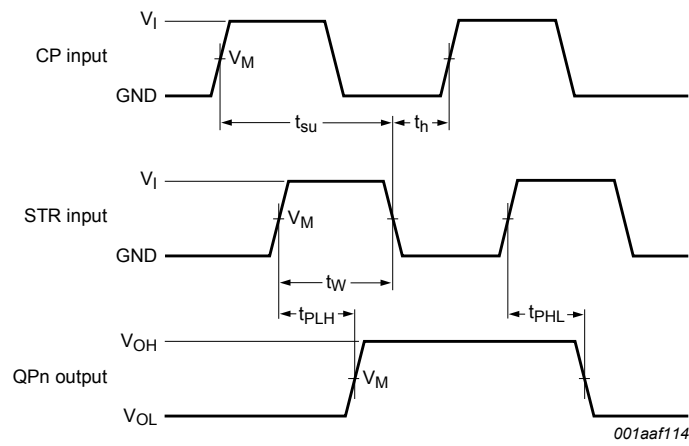 V_I
CP input
V_M
GND
t_su
t_h
V_I
STR input
V_M
GND
t_W
t_PLH
t_PHL
V_OH
QPn output
V_M
V_OL
001aaf114